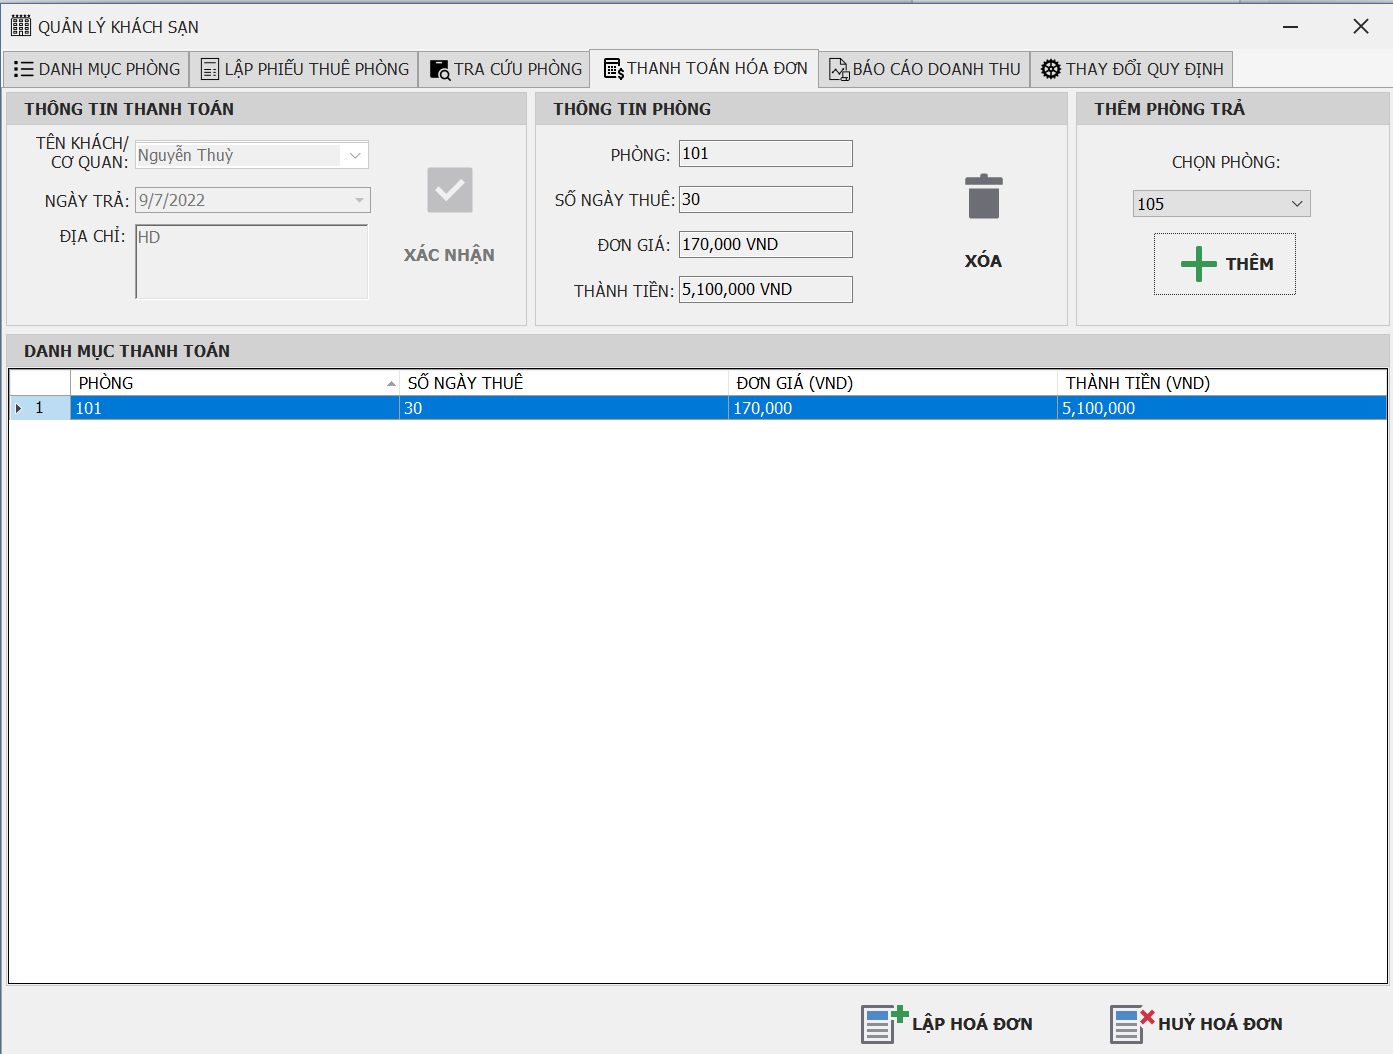 QUẢN LÝ KHÁCH SẠN
DANH MỤC PHÒNG
LẬP PHIẾU THUÊ PHÒNG
TRA CỨU PHÒNG
THANH TOÁN HÓA ĐƠN
BÁO CÁO DOANH THU
THAY ĐỔI QUY ĐỊNH
THÔNG TIN THANH TOÁN
TÊN KHÁCH/
CƠ QUAN:
Nguyễn Thuỳ
NGÀY TRẢ:
9/7/2022
ĐỊA CHỈ:
HD
XÁC NHẬN
THÔNG TIN PHÒNG
PHÒNG:
101
SỐ NGÀY THUÊ:
30
ĐƠN GIÁ:
170,000 VND
THÀNH TIỀN:
5,100,000 VND
XÓA
THÊM PHÒNG TRẢ
CHỌN PHÒNG:
105
THÊM
DANH MỤC THANH TOÁN
PHÒNG SỐ NGÀY THUÊ ĐƠN GIÁ (VND) THÀNH TIỀN (VND)
1 101 30 170,000 5,100,000
LẬP HOÁ ĐƠN
HUỶ HOÁ ĐƠN